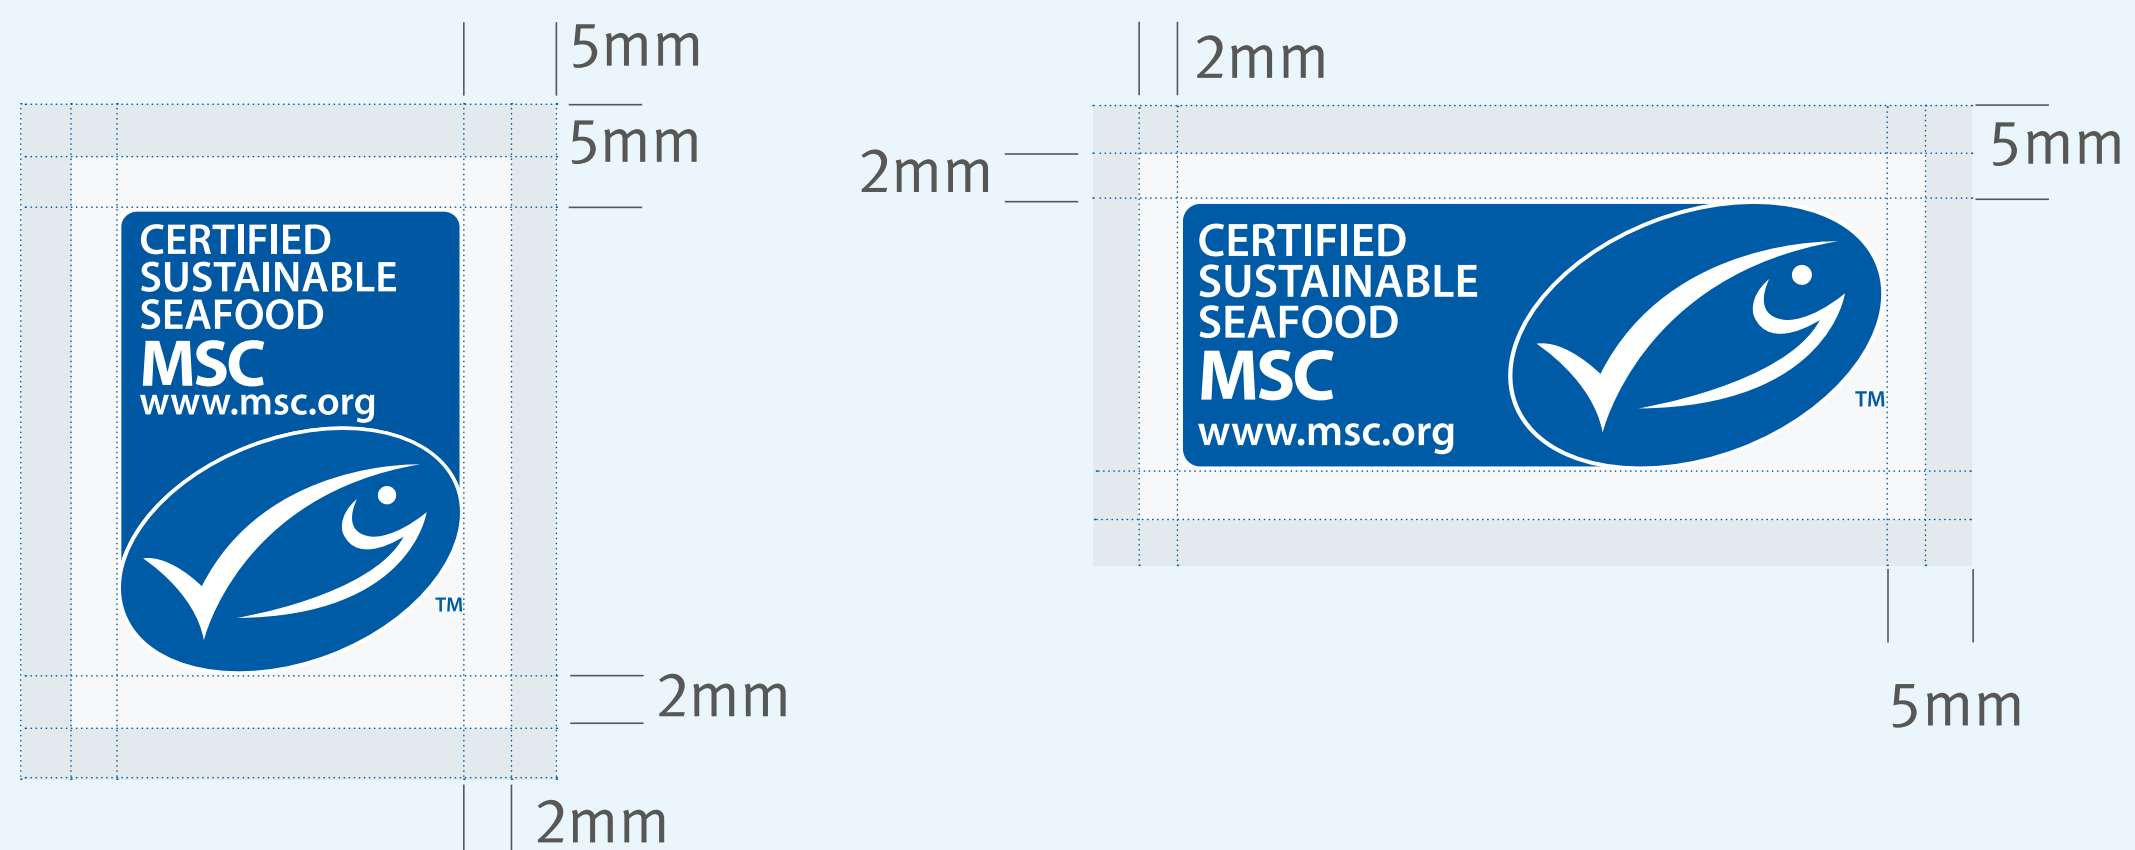 5mm
5mm
CERTIFIED
SUSTAINABLE
SEAFOOD
MSC
www.msc.org
TM
2mm
2mm
2mm
5mm
2mm
CERTIFIED
SUSTAINABLE
SEAFOOD
MSC
www.msc.org
TM
5mm